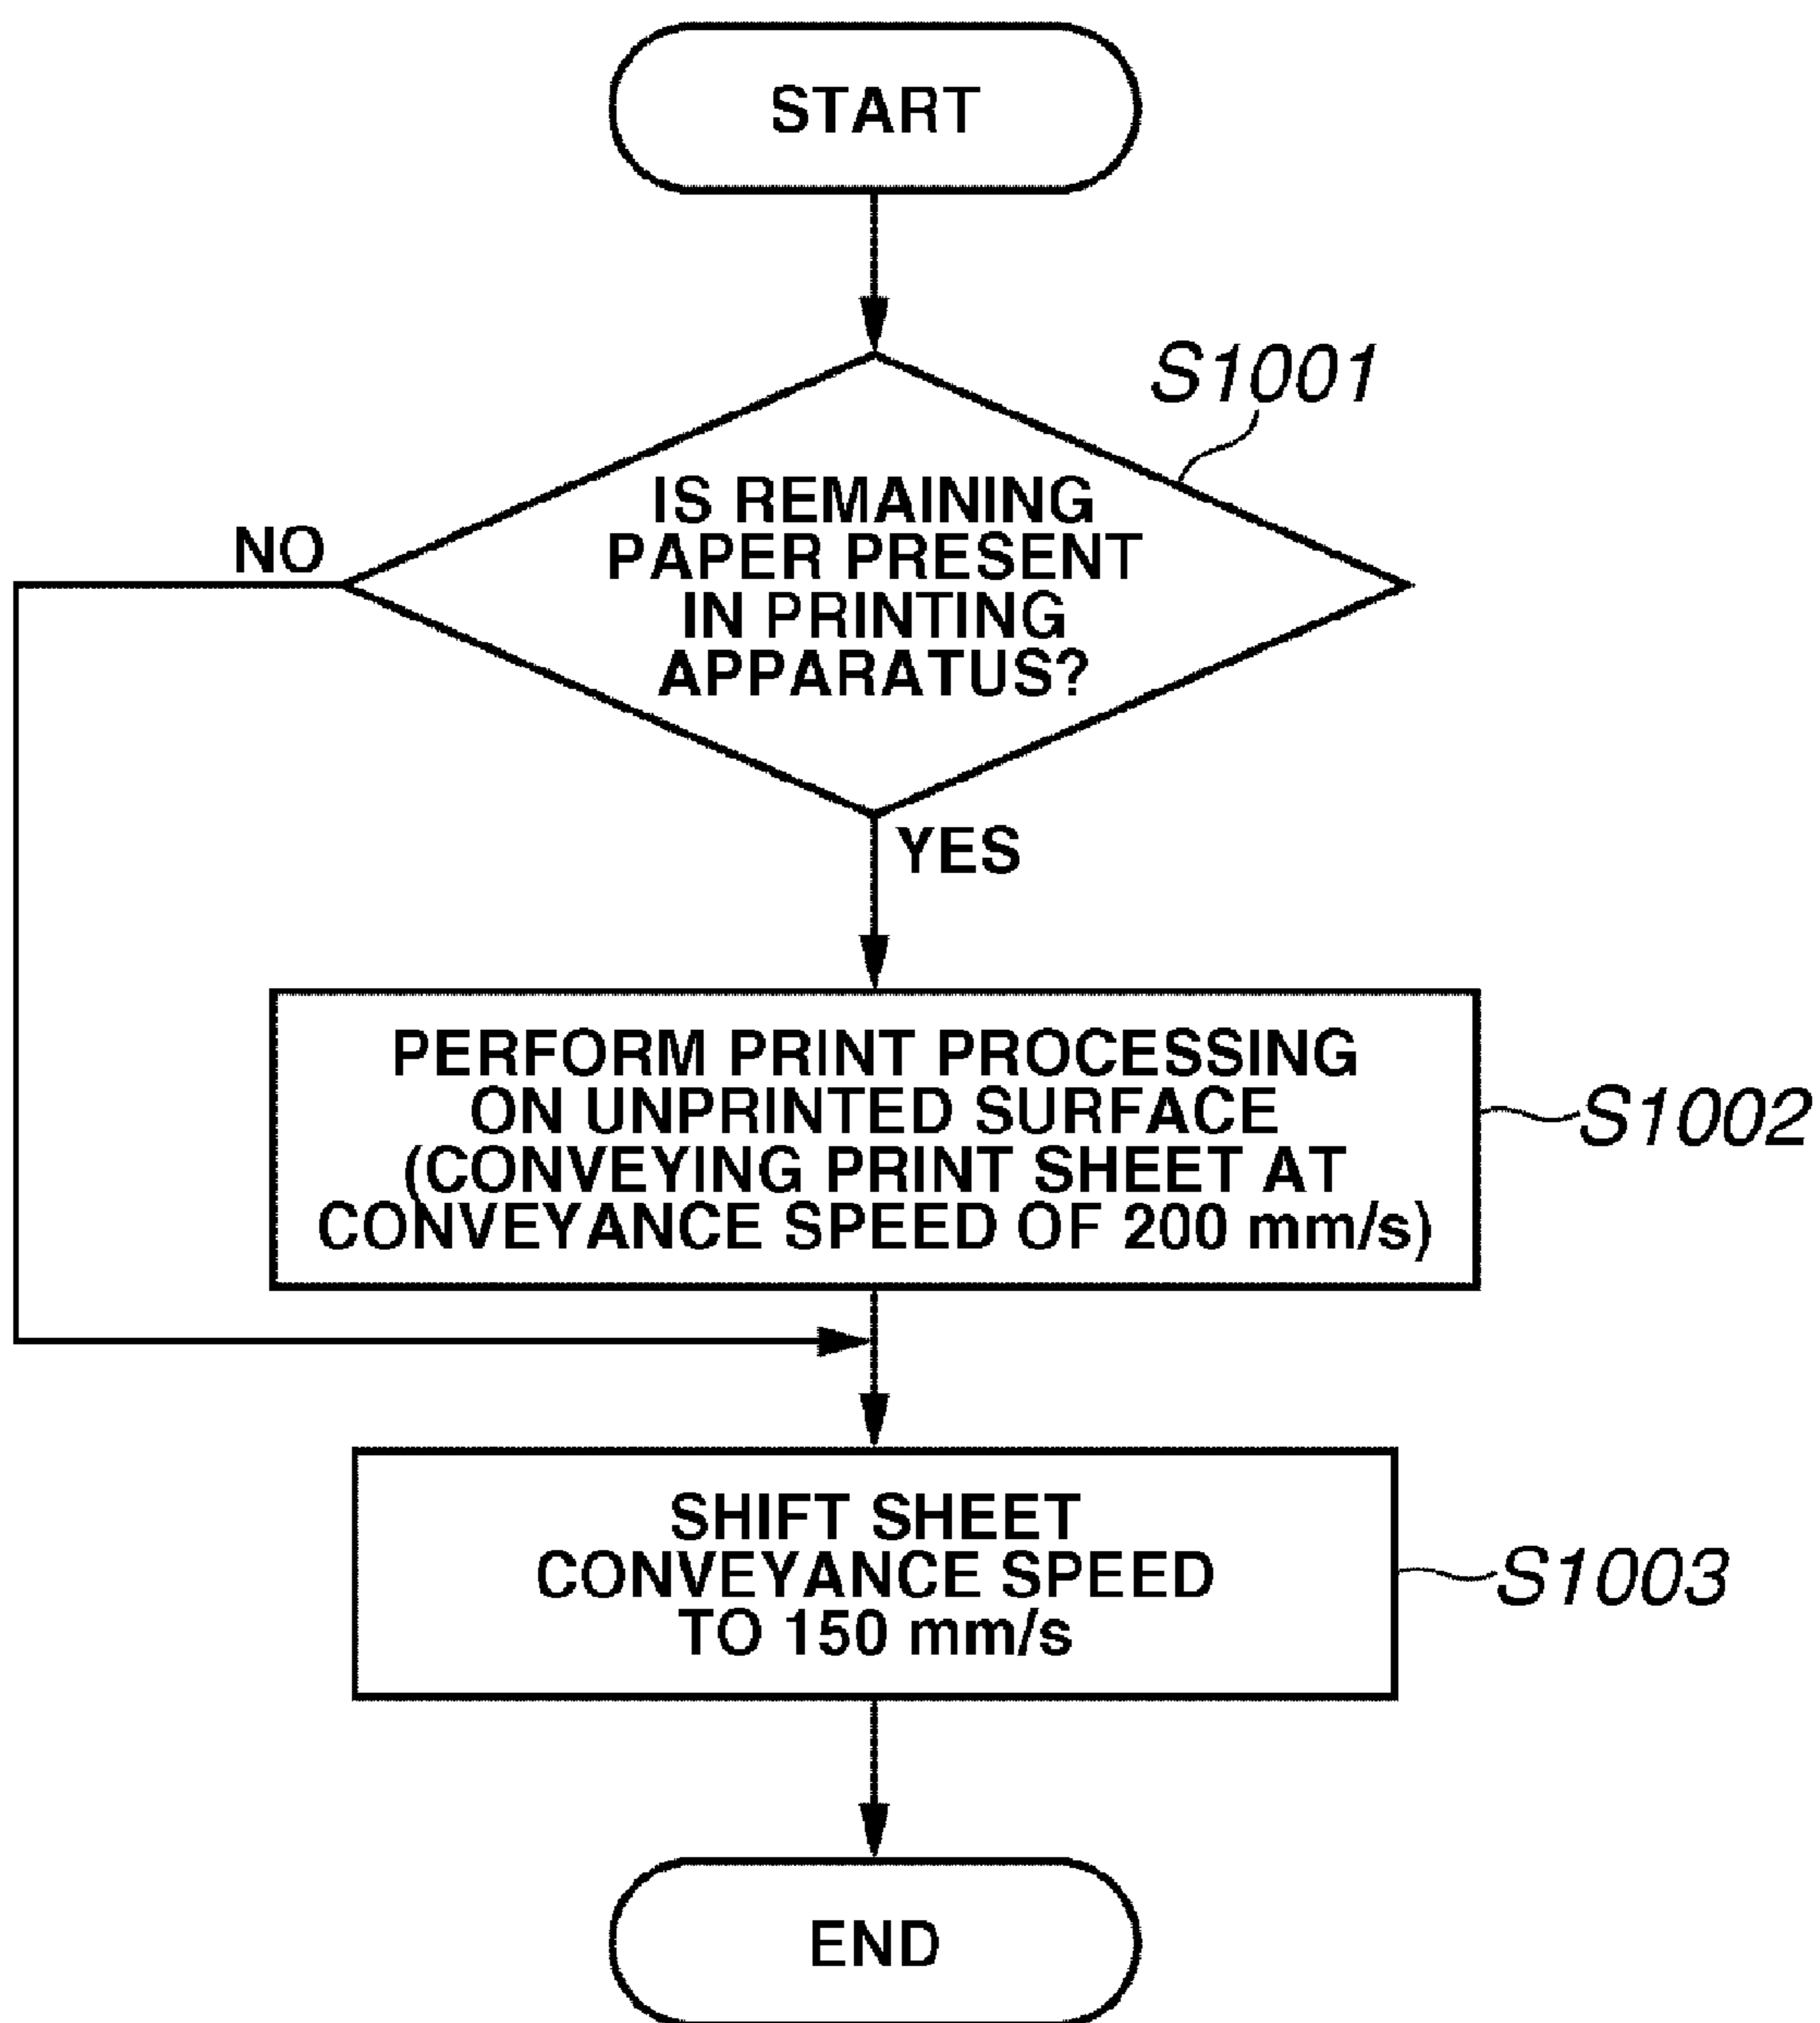 START
S1001
IS REMAINING
PAPER PRESENT
IN PRINTING
APPARATUS?
NO
YES
PERFORM PRINT PROCESSING
ON UNPRINTED SURFACE
(CONVEYING PRINT SHEET AT
CONVEYANCE SPEED OF 200 mm/s)
S1002
SHIFT SHEET
CONVEYANCE SPEED
TO 150 mm/s
S1003
END